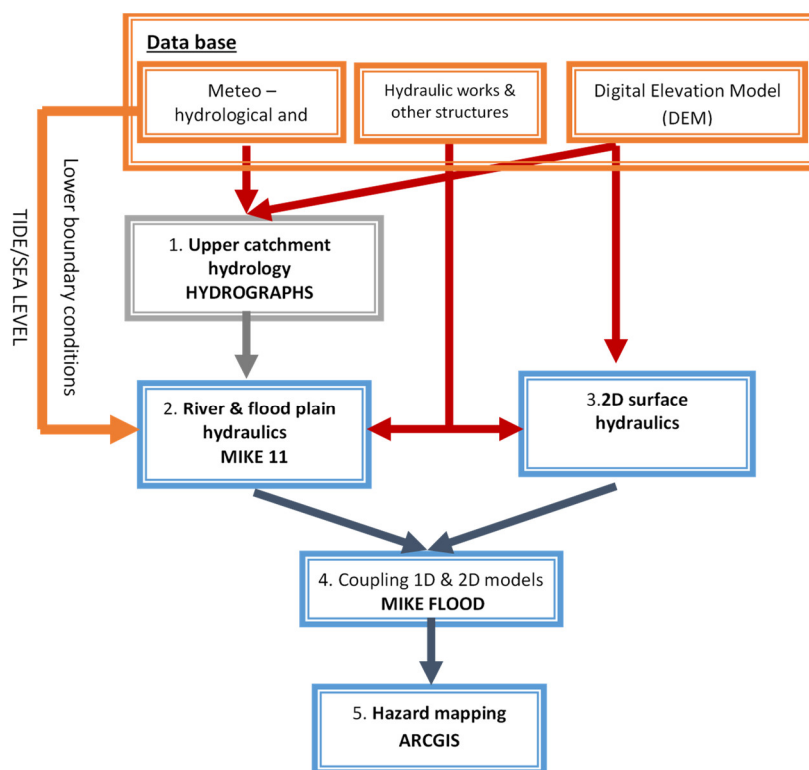 Data base
Meteo –
hydrological and
Hydraulic works &
other structures
Digital Elevation Model
(DEM)
TIDE/SEA LEVEL
Lower boundary conditions
1. Upper catchment
hydrology
HYDROGRAPHS
2. River & flood plain
hydraulics
MIKE 11
3.2D surface
hydraulics
4. Coupling 1D & 2D models
MIKE FLOOD
5. Hazard mapping
ARCGIS